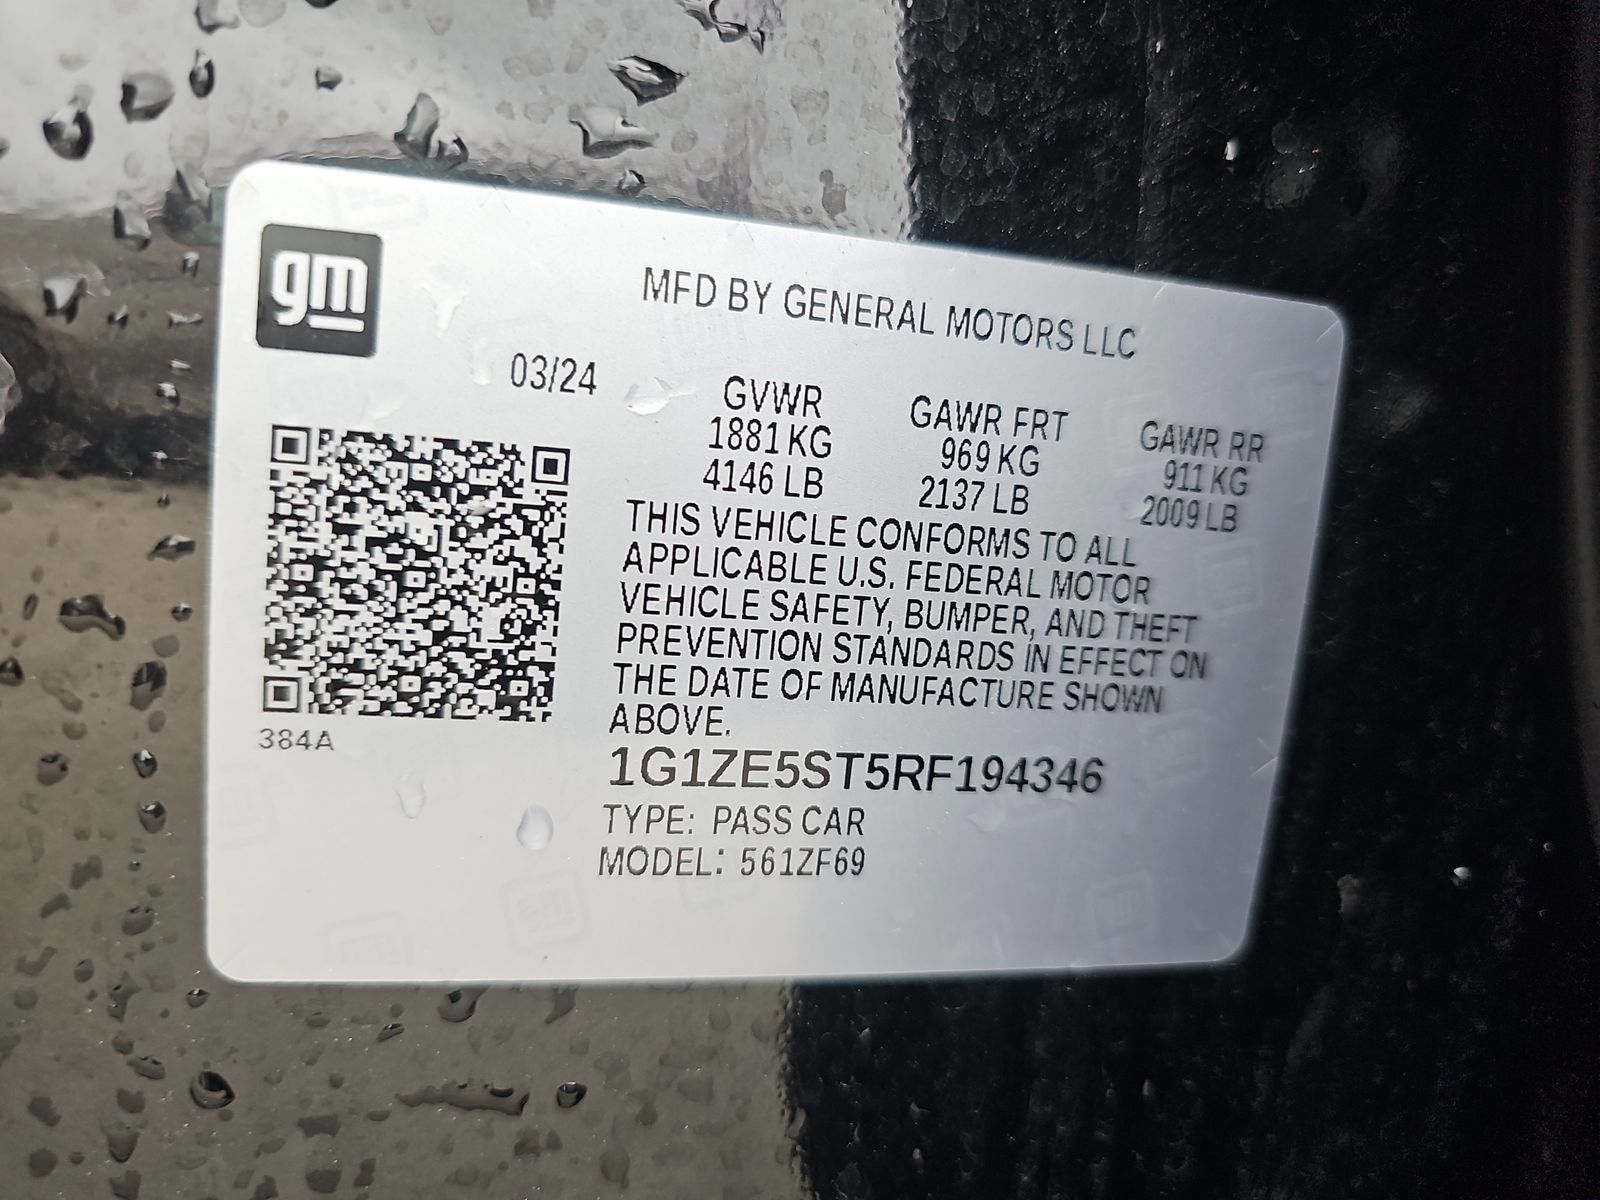 gm
MFD BY GENERAL MOTORS LLC
03/24
GVWR GAWR FRT GAWR RR
1881 KG 969 KG 911 KG
4146 LB 2137 LB 2009 LB
THIS VEHICLE CONFORMS TO ALL
APPLICABLE U.S. FEDERAL MOTOR
VEHICLE SAFETY, BUMPER, AND THEFT
PREVENTION STANDARDS IN EFFECT ON
THE DATE OF MANUFACTURE SHOWN
ABOVE.
384A
1G1ZE5ST5RF194346
TYPE: PASS CAR
MODEL: 561ZF69